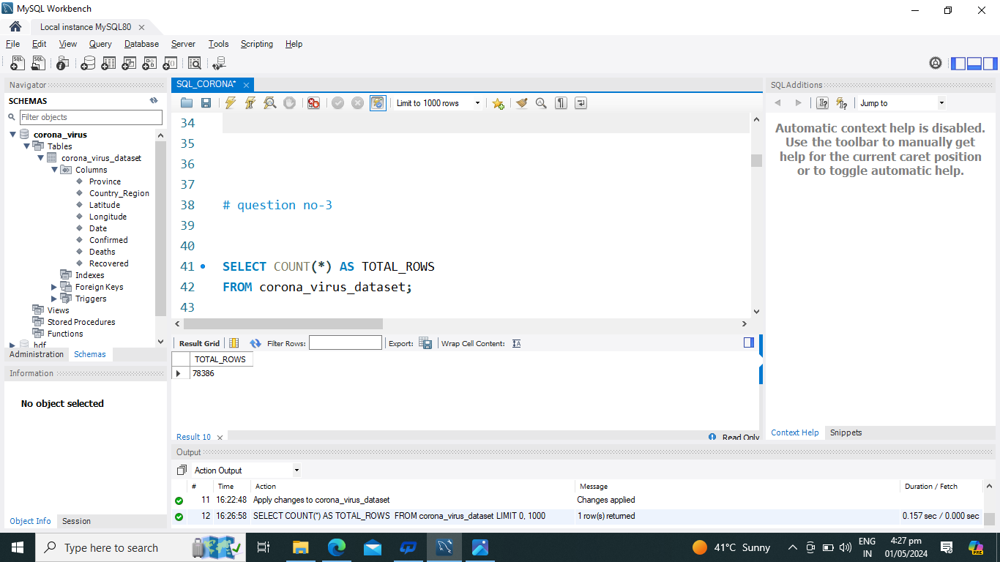 MySQL Workbench
Local instance MySQL80
File Edit View Query Database Server Tools Scripting Help
Navigator
SCHEMAS
Filter objects
corona_virus
Tables
corona_virus_dataset
Columns
Province
Country_Region
Latitude
Longitude
Date
Confirmed
Deaths
Recovered
Indexes
Foreign Keys
Triggers
Views
Stored Procedures
Functions
hdf
Administration Schemas
Information
No object selected
Object Info Session
SQL_CORONA*
Limit to 1000 rows
34
35
36
37
38 # question no-3
39
40
41 SELECT COUNT(*) AS TOTAL_ROWS
42 FROM corona_virus_dataset;
43
Result Grid Filter Rows: Export: Wrap Cell Content:
TOTAL_ROWS
78386
Result 10 Read Only
SQLAdditions
Jump to
Automatic context help is disabled.
Use the toolbar to manually get
help for the current caret position
or to toggle automatic help.
Context Help Snippets
Output
Action Output
# Time Action Message Duration / Fetch
11 16:22:48 Apply changes to corona_virus_dataset Changes applied
12 16:26:58 SELECT COUNT(*) AS TOTAL_ROWS FROM corona_virus_dataset LIMIT 0, 1000 1 row(s) returned 0.157 sec / 0.000 sec
Type here to search
41°C Sunny
ENG
IN
4:27 pm
01/05/2024
PRE